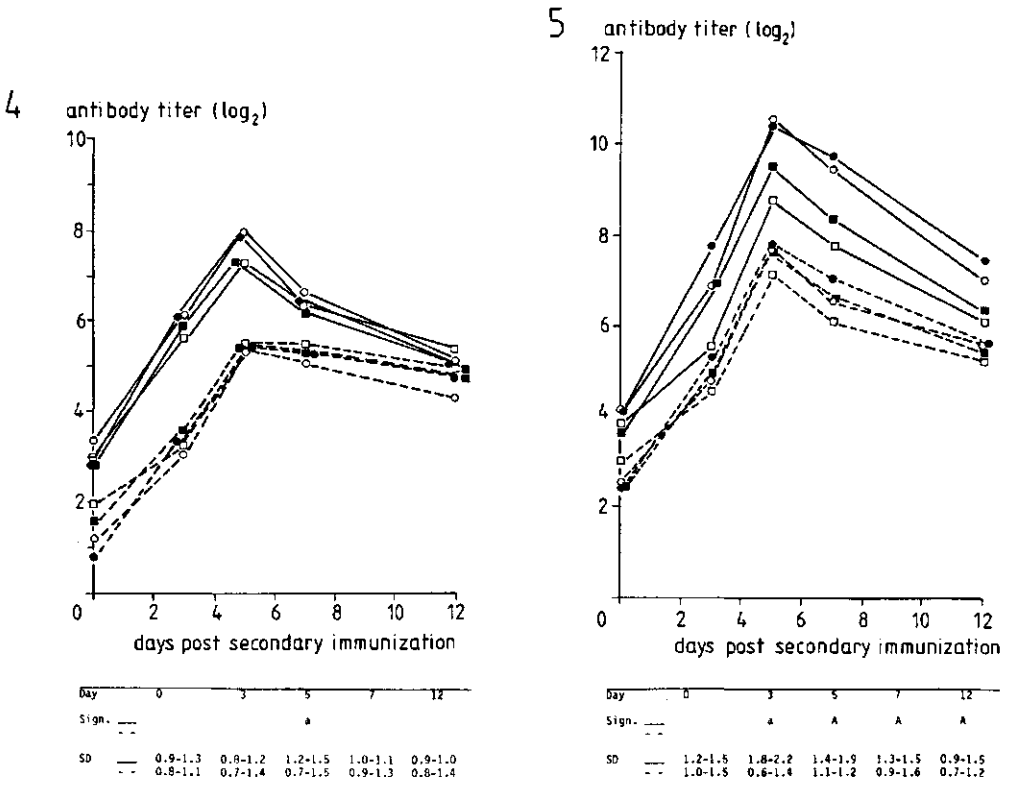 4
antibody titer (log2)
10
8
6
4
2
0 2 4 6 8 10 12
days post secondary immunization
Day 0 3 5 7 12
Sign. a
SD 0.9-1.3 0.8-1.2 1.2-1.5 1.0-1.1 0.9-1.0
0.8-1.1 0.7-1.4 0.7-1.5 0.9-1.3 0.8-1.4
5
antibody titer (log2)
12
10
8
6
4
2
0 2 4 6 8 10 12
days post secondary immunization
Day 0 3 5 7 12
Sign. a A A A
SD 1.2-1.5 1.8-2.2 1.4-1.9 1.3-1.5 0.9-1.5
1.0-1.5 0.6-1.4 1.1-1.2 0.9-1.6 0.7-1.2